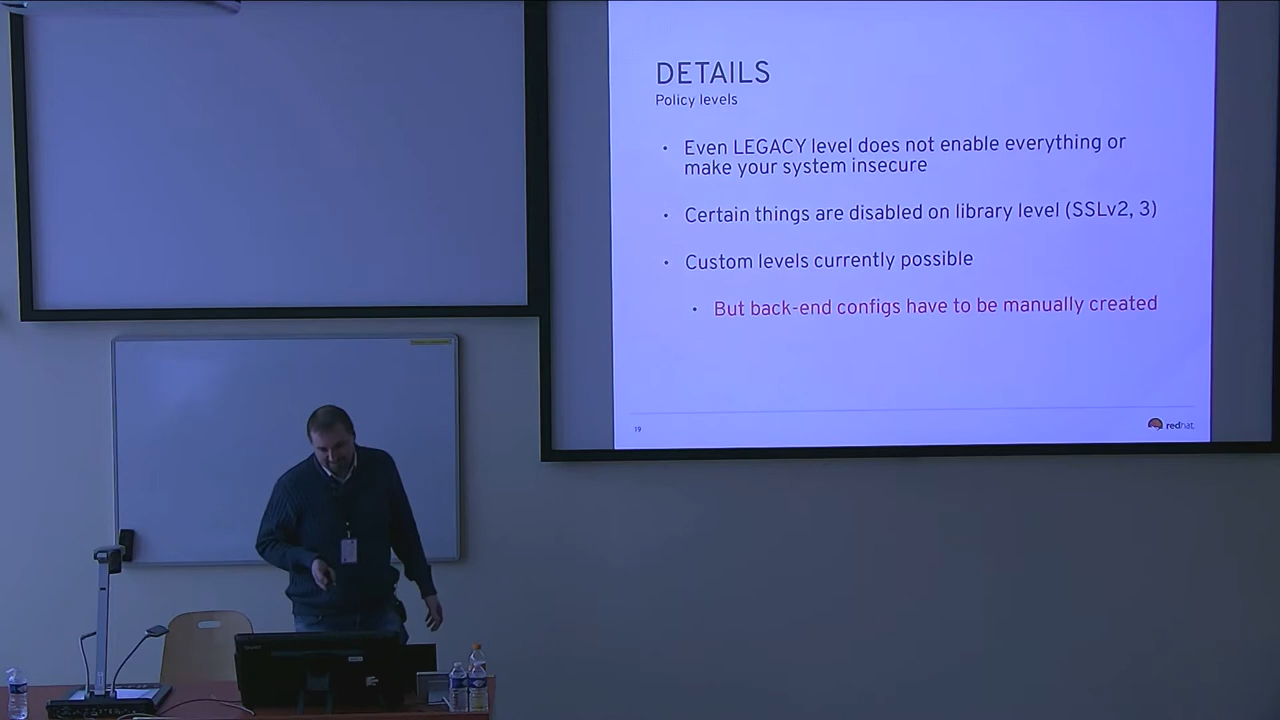 DETAILS
Policy levels
• Even LEGACY level does not enable everything or
make your system insecure
• Certain things are disabled on library level (SSLv2, 3)
• Custom levels currently possible
• But back-end configs have to be manually created
19
redhat.